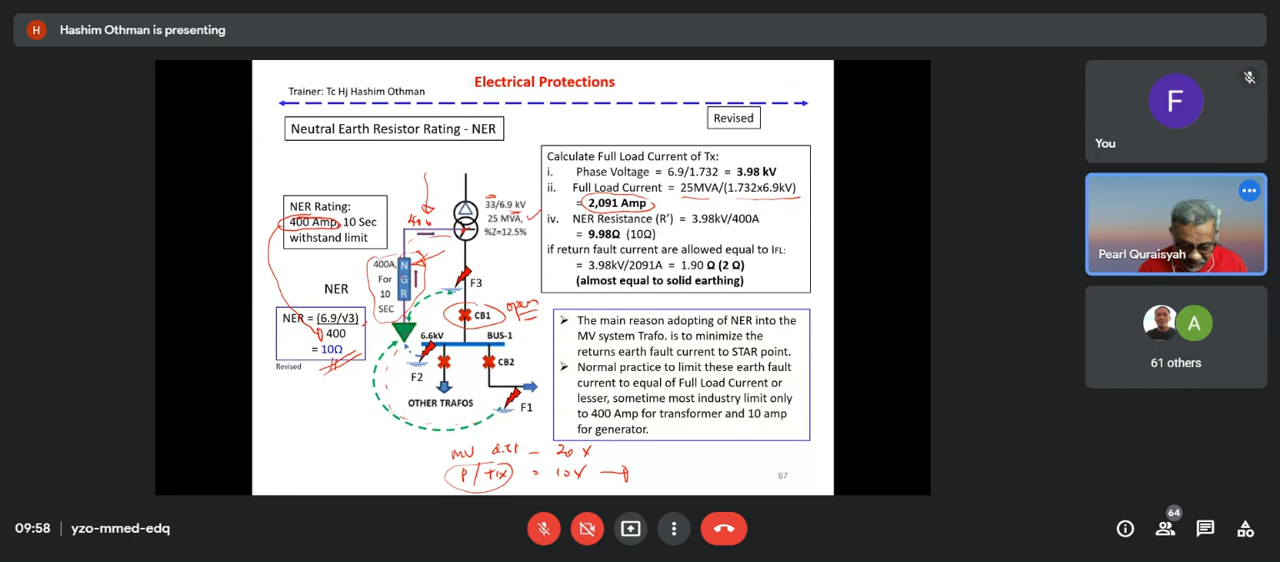 H
Hashim Othman is presenting
Electrical Protections
Trainer: Tc Hj Hashim Othman
Revised
Neutral Earth Resistor Rating - NER
NER Rating:
400 Amp, 10 Sec
withstand limit
400
33/6.9 kV
25 MVA,
%Z=12.5%
Calculate Full Load Current of Tx:
i. Phase Voltage = 6.9/1.732 = 3.98 kV
ii. Full Load Current = 25MVA/(1.732x6.9kV)
= 2,091 Amp
iv. NER Resistance (R') = 3.98kV/400A
= 9.98Ω (10Ω)
if return fault current are allowed equal to IFL:
= 3.98kV/2091A = 1.90 Ω (2 Ω)
(almost equal to solid earthing)
400A,
For
10
SEC
N
G
R
NER
F3
CB1
open
NER = (6.9/√3)
400
= 10Ω
Revised
6.6kV
BUS-1
CB2
F2
OTHER TRAFOS
F1
➢ The main reason adopting of NER into the
MV system Trafo. is to minimize the
returns earth fault current to STAR point.
➢ Normal practice to limit these earth fault
current to equal of Full Load Current or
lesser, sometime most industry limit only
to 400 Amp for transformer and 10 amp
for generator.
P/TX = 10X
87
F
You
Pearl Quraisyah
A
61 others
09:58 | yzo-mmed-edq
64